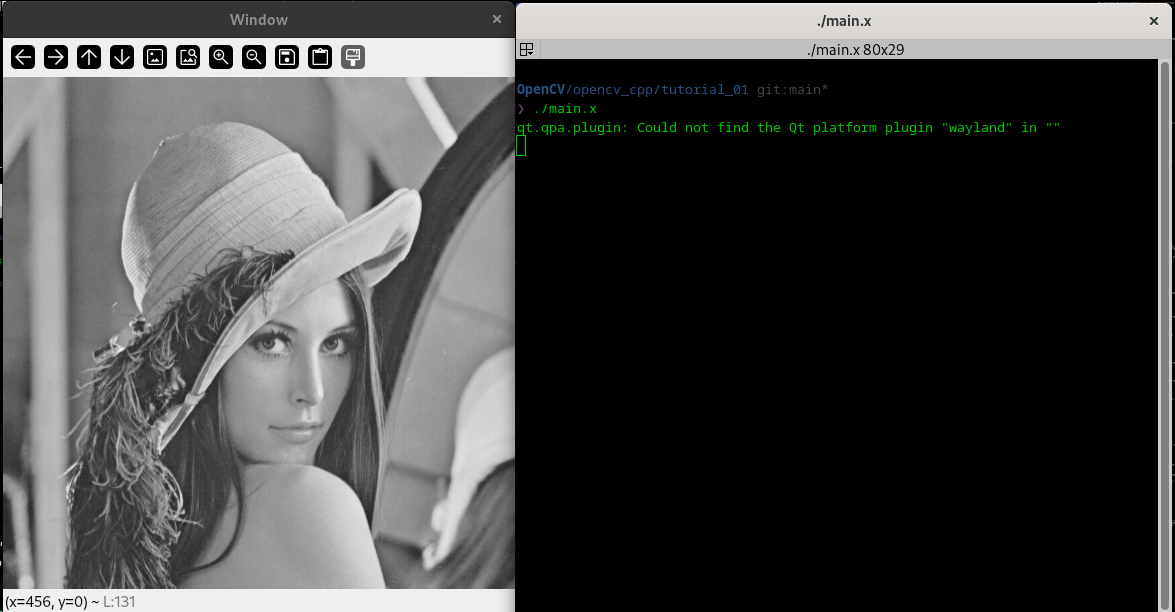 Window
(x=456, y=0) ~ L:131
./main.x
./main.x 80x29
OpenCV/opencv_cpp/tutorial_01 git:main*
❯ ./main.x
qt.qpa.plugin: Could not find the Qt platform plugin "wayland" in ""